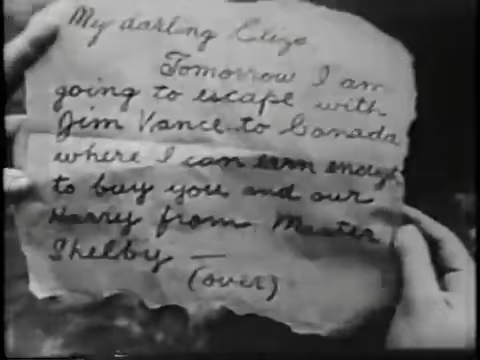 My darling Eliza
Tomorrow I am
going to escape with
Jim Vance to Canada
where I can earn enough
to buy you and our
Harry from Master
Shelby —
(over)